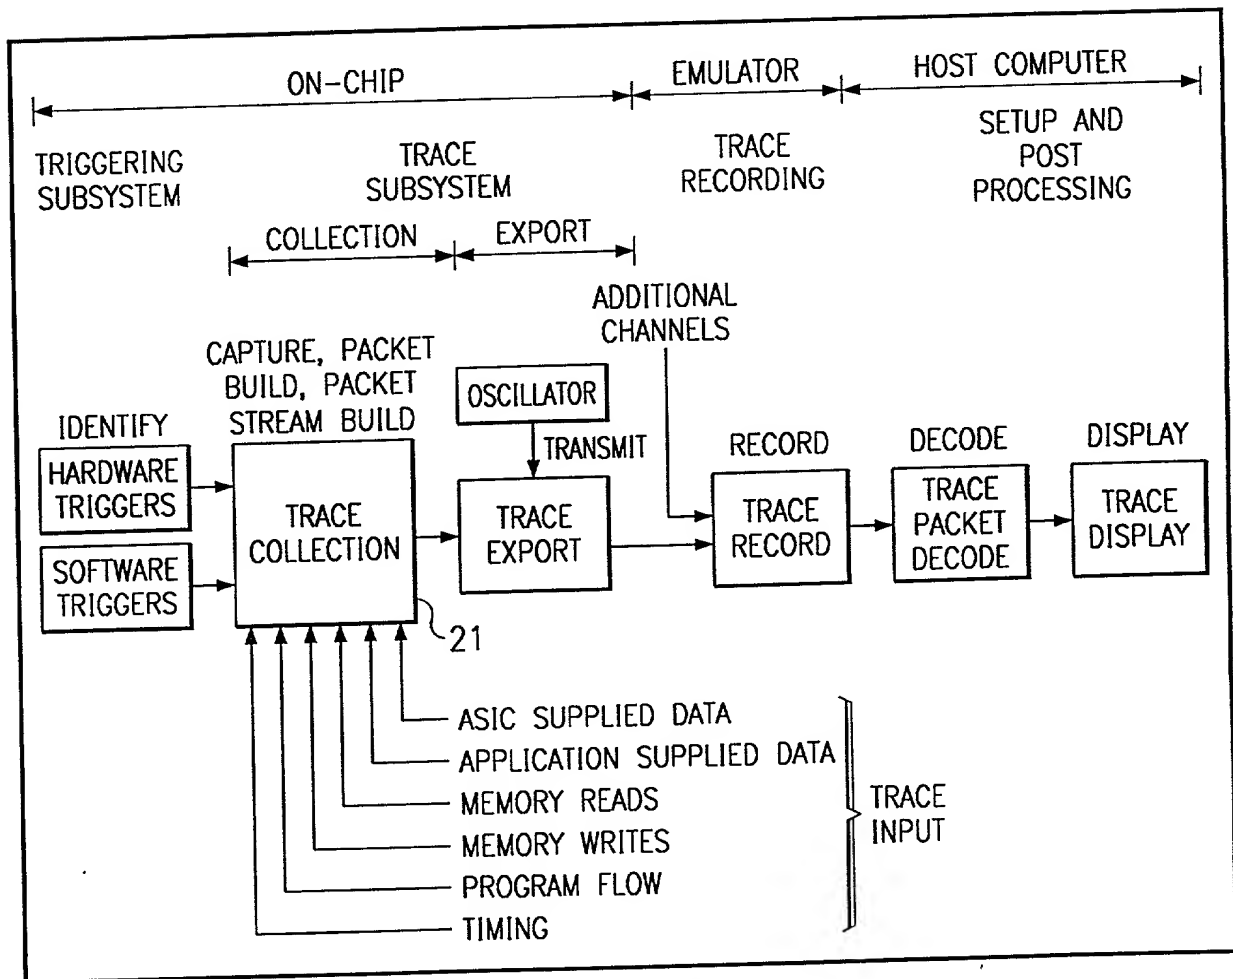 ON-CHIP
EMULATOR
HOST COMPUTER
TRIGGERING
SUBSYSTEM
TRACE
SUBSYSTEM
TRACE
RECORDING
SETUP AND
POST
PROCESSING
COLLECTION
EXPORT
ADDITIONAL
CHANNELS
CAPTURE, PACKET
BUILD, PACKET
STREAM BUILD
OSCILLATOR
TRANSMIT
IDENTIFY
HARDWARE
TRIGGERS
SOFTWARE
TRIGGERS
TRACE
COLLECTION
21
TRACE
EXPORT
RECORD
TRACE
RECORD
DECODE
TRACE
PACKET
DECODE
DISPLAY
TRACE
DISPLAY
ASIC SUPPLIED DATA
APPLICATION SUPPLIED DATA
MEMORY READS
MEMORY WRITES
PROGRAM FLOW
TIMING
TRACE
INPUT